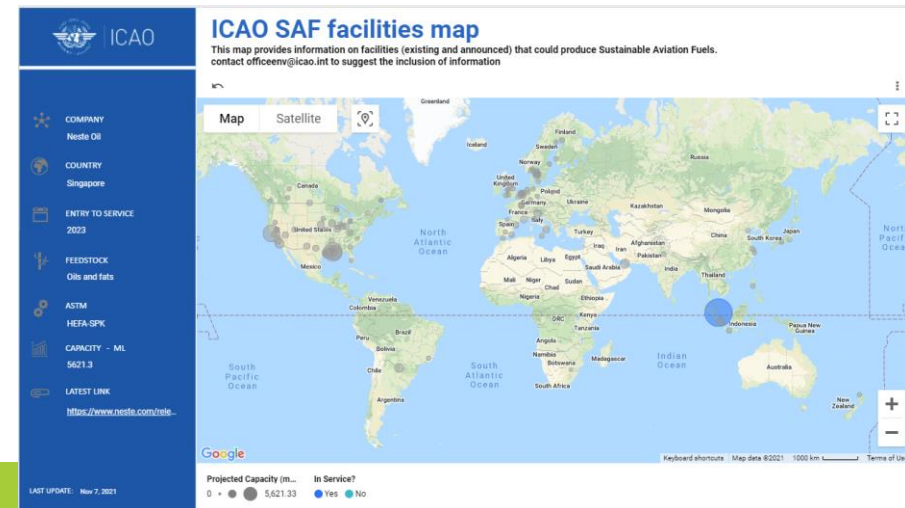 ICAO
ICAO SAF facilities map
This map provides information on facilities (existing and announced) that could produce Sustainable Aviation Fuels.
contact officeenv@icao.int to suggest the inclusion of information
COMPANY
Neste Oil
COUNTRY
Singapore
ENTRY TO SERVICE
2023
FEEDSTOCK
Oils and fats
ASTM
HEFA-SPK
CAPACITY - ML
5621.3
LATEST LINK
https://www.neste.com/rele...
LAST UPDATE: Nov 7, 2021
Map Satellite
Greenland
Iceland
Finland
Sweden
Norway
Russia
United
Kingdom
Canada
Poland
Germany
Ukraine
Kazakhstan
Mongolia
France
Italy
Spain
United States
Turkey
China
Japan
South Korea
North
Atlantic
Ocean
Iraq
Iran
Afghanistan
Pakistan
Algeria
Libya
Egypt
Saudi Arabia
India
Mexico
Mali
Niger
Sudan
Chad
Thailand
Nigeria
Ethiopia
Venezuela
Colombia
Kenya
DRC
Tanzania
Indonesia
Papua New
Guinea
Peru
Brazil
Angola
Bolivia
Namibia
Botswana
Madagascar
Indian
Ocean
South
Pacific
Ocean
Chile
South
Atlantic
Ocean
South Africa
Australia
Argentina
New
Zealand
Google
Keyboard shortcuts Map data ©2021 1000 km Terms of Us
Projected Capacity (m... In Service?
0 5,621.33 Yes No